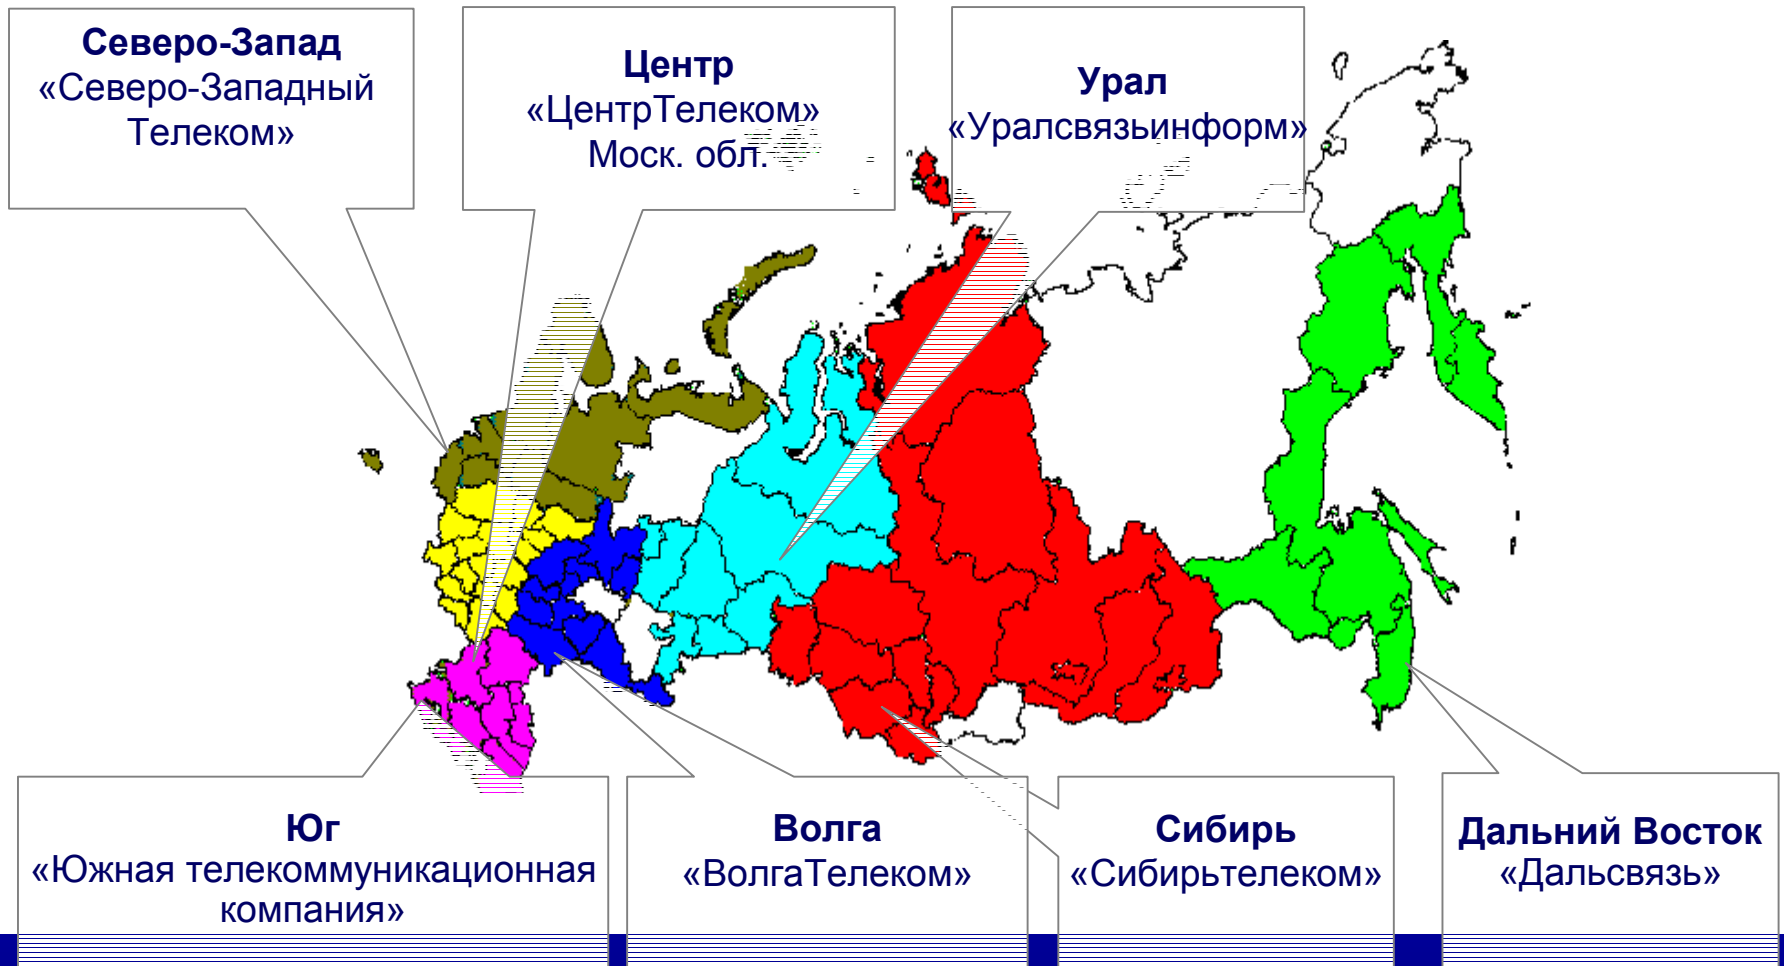 Северо-Запад
«Северо-Западный
Телеком»
Центр
«ЦентрТелеком»
Моск. обл.
Урал
«Уралсвязьинформ»
Юг
«Южная телекоммуникационная
компания»
Волга
«ВолгаТелеком»
Сибирь
«Сибирьтелеком»
Дальний Восток
«Дальсвязь»